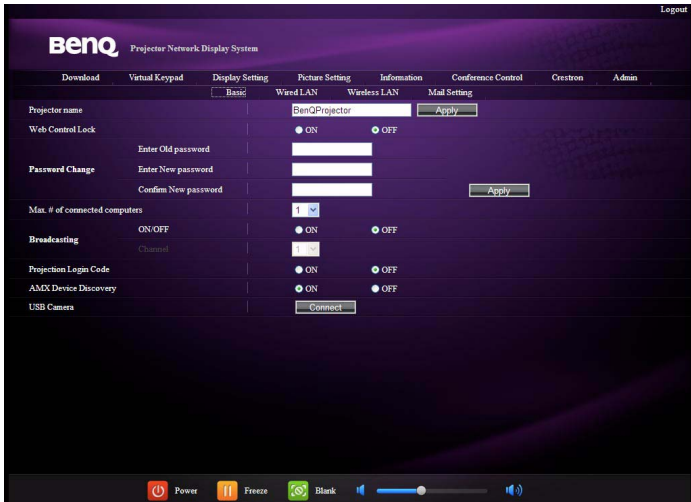 Logout
BenQ Projector Network Display System
Download Virtual Keypad Display Setting Picture Setting Information Conference Control Crestron Admin
Basic Wired LAN Wireless LAN Mail Setting
Projector name BenQProjector Apply
Web Control Lock ON OFF
Enter Old password
Password Change Enter New password
Confirm New password Apply
Max. # of connected computers 1
ON/OFF ON OFF
Broadcasting
Channel 1
Projection Login Code ON OFF
AMX Device Discovery ON OFF
USB Camera Connect
Power Freeze Blank